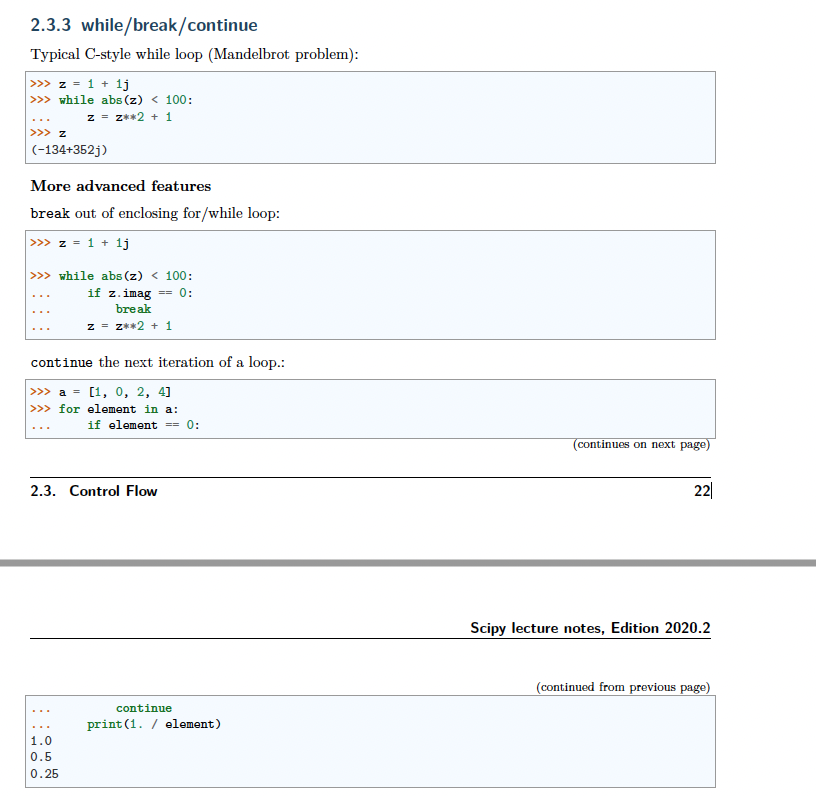 2.3.3 while/break/continue
Typical C-style while loop (Mandelbrot problem):
>>> z = 1 + 1j
>>> while abs(z) < 100:
...     z = z**2 + 1
>>> z
(-134+352j)
More advanced features
break out of enclosing for/while loop:
>>> z = 1 + 1j
>>> while abs(z) < 100:
...     if z.imag == 0:
...         break
...     z = z**2 + 1
continue the next iteration of a loop.:
>>> a = [1, 0, 2, 4]
>>> for element in a:
...     if element == 0:
(continues on next page)
2.3. Control Flow 22
Scipy lecture notes, Edition 2020.2
(continued from previous page)
...         continue
...     print(1. / element)
1.0
0.5
0.25